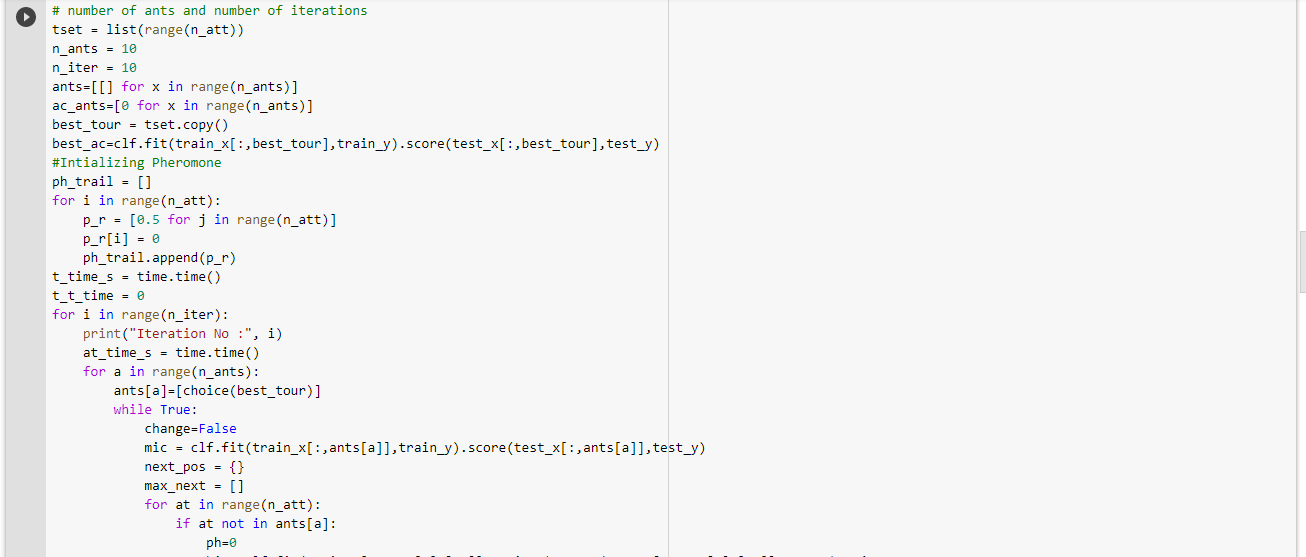 # number of ants and number of iterations
tset = list(range(n_att))
n_ants = 10
n_iter = 10
ants=[[] for x in range(n_ants)]
ac_ants=[0 for x in range(n_ants)]
best_tour = tset.copy()
best_ac=clf.fit(train_x[:,best_tour],train_y).score(test_x[:,best_tour],test_y)
#Intializing Pheromone
ph_trail = []
for i in range(n_att):
    p_r = [0.5 for j in range(n_att)]
    p_r[i] = 0
    ph_trail.append(p_r)
t_time_s = time.time()
t_t_time = 0
for i in range(n_iter):
    print("Iteration No :", i)
    at_time_s = time.time()
    for a in range(n_ants):
        ants[a]=[choice(best_tour)]
        while True:
            change=False
            mic = clf.fit(train_x[:,ants[a]],train_y).score(test_x[:,ants[a]],test_y)
            next_pos = {}
            max_next = []
            for at in range(n_att):
                if at not in ants[a]:
                    ph=0